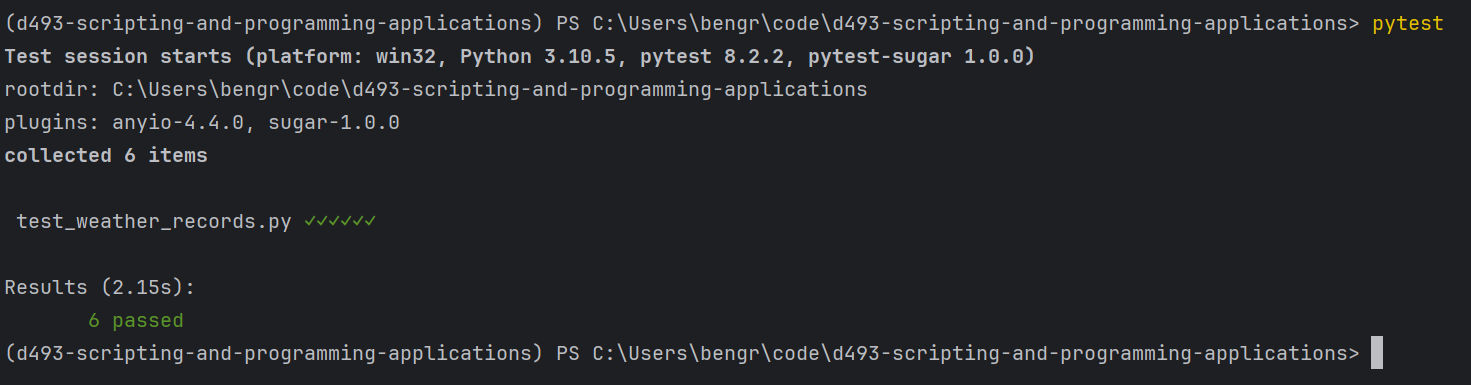 (d493-scripting-and-programming-applications) PS C:\Users\bengr\code\d493-scripting-and-programming-applications> pytest
Test session starts (platform: win32, Python 3.10.5, pytest 8.2.2, pytest-sugar 1.0.0)
rootdir: C:\Users\bengr\code\d493-scripting-and-programming-applications
plugins: anyio-4.4.0, sugar-1.0.0
collected 6 items
test_weather_records.py ✓✓✓✓✓✓
Results (2.15s):
6 passed
(d493-scripting-and-programming-applications) PS C:\Users\bengr\code\d493-scripting-and-programming-applications>